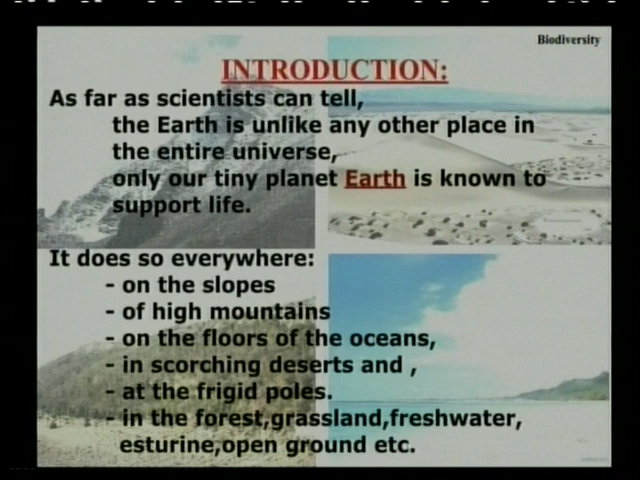 Biodiversity
INTRODUCTION:
As far as scientists can tell,
the Earth is unlike any other place in
the entire universe,
only our tiny planet Earth is known to
support life.
It does so everywhere:
- on the slopes
- of high mountains
- on the floors of the oceans,
- in scorching deserts and ,
- at the frigid poles.
- in the forest,grassland,freshwater,
esturine,open ground etc.